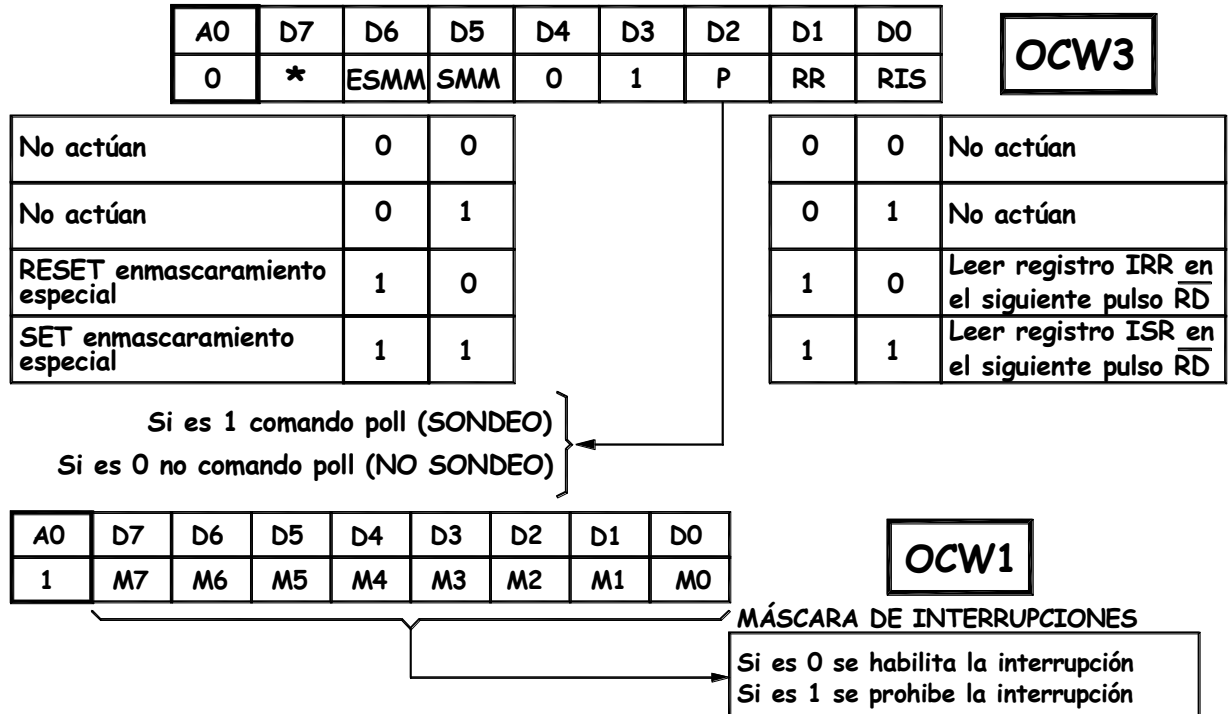 A0 D7 D6 D5 D4 D3 D2 D1 D0
0 * ESMM SMM 0 1 P RR RIS
OCW3
No actúan 0 0
No actúan 0 1
RESET enmascaramiento
especial 1 0
SET enmascaramiento
especial 1 1
0 0 No actúan
0 1 No actúan
1 0 Leer registro IRR en
el siguiente pulso R̅D̅
1 1 Leer registro ISR en
el siguiente pulso R̅D̅
Si es 1 comando poll (SONDEO)
Si es 0 no comando poll (NO SONDEO)
A0 D7 D6 D5 D4 D3 D2 D1 D0
1 M7 M6 M5 M4 M3 M2 M1 M0
OCW1
MÁSCARA DE INTERRUPCIONES
Si es 0 se habilita la interrupción
Si es 1 se prohibe la interrupción